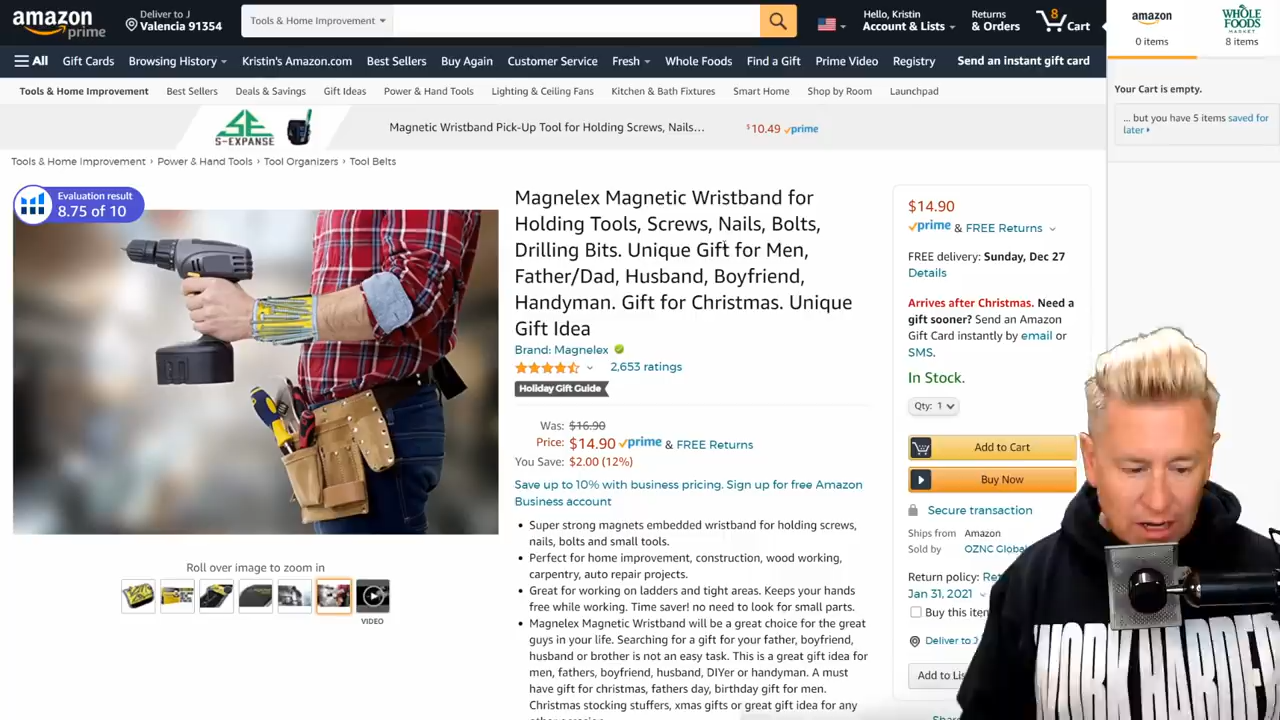 amazon prime
Deliver to J
Valencia 91354
Tools & Home Improvement
Hello, Kristin
Account & Lists
Returns
& Orders
8
Cart
All
Gift Cards
Browsing History
Kristin's Amazon.com
Best Sellers
Buy Again
Customer Service
Fresh
Whole Foods
Find a Gift
Prime Video
Registry
Send an instant gift card
Tools & Home Improvement
Best Sellers
Deals & Savings
Gift Ideas
Power & Hand Tools
Lighting & Ceiling Fans
Kitchen & Bath Fixtures
Smart Home
Shop by Room
Launchpad
S-EXPANSE
Magnetic Wristband Pick-Up Tool for Holding Screws, Nails…
$10.49 prime
Tools & Home Improvement › Power & Hand Tools › Tool Organizers › Tool Belts
Evaluation result
8.75 of 10
Roll over image to zoom in
VIDEO
Magnelex Magnetic Wristband for
Holding Tools, Screws, Nails, Bolts,
Drilling Bits. Unique Gift for Men,
Father/Dad, Husband, Boyfriend,
Handyman. Gift for Christmas. Unique
Gift Idea
Brand: Magnelex
2,653 ratings
Holiday Gift Guide
Was: $16.90
Price: $14.90 prime & FREE Returns
You Save: $2.00 (12%)
Save up to 10% with business pricing. Sign up for free Amazon
Business account
• Super strong magnets embedded wristband for holding screws,
nails, bolts and small tools.
• Perfect for home improvement, construction, wood working,
carpentry, auto repair projects.
• Great for working on ladders and tight areas. Keeps your hands
free while working. Time saver! no need to look for small parts.
• Magnelex Magnetic Wristband will be a great choice for the great
guys in your life. Searching for a gift for your father, boyfriend,
husband or brother is not an easy task. This is a great gift idea for
men, fathers, boyfriend, husband, DIYer or handyman. A must
have gift for christmas, fathers day, birthday gift for men.
Christmas stocking stuffers, xmas gifts or great gift idea for any
other occasion.
$14.90
prime & FREE Returns
FREE delivery: Sunday, Dec 27
Details
Arrives after Christmas. Need a
gift sooner? Send an Amazon
Gift Card instantly by email or
SMS.
In Stock.
Qty: 1
Add to Cart
Buy Now
Secure transaction
Ships from Amazon
Sold by OZNC Global
Return policy:
Jan 31, 2021
Buy this
Deliver to J
Add to
amazon
0 items
WHOLE
FOODS
MARKET
8 items
Your Cart is empty.
... but you have 5 items saved for
later
WORK HARDER